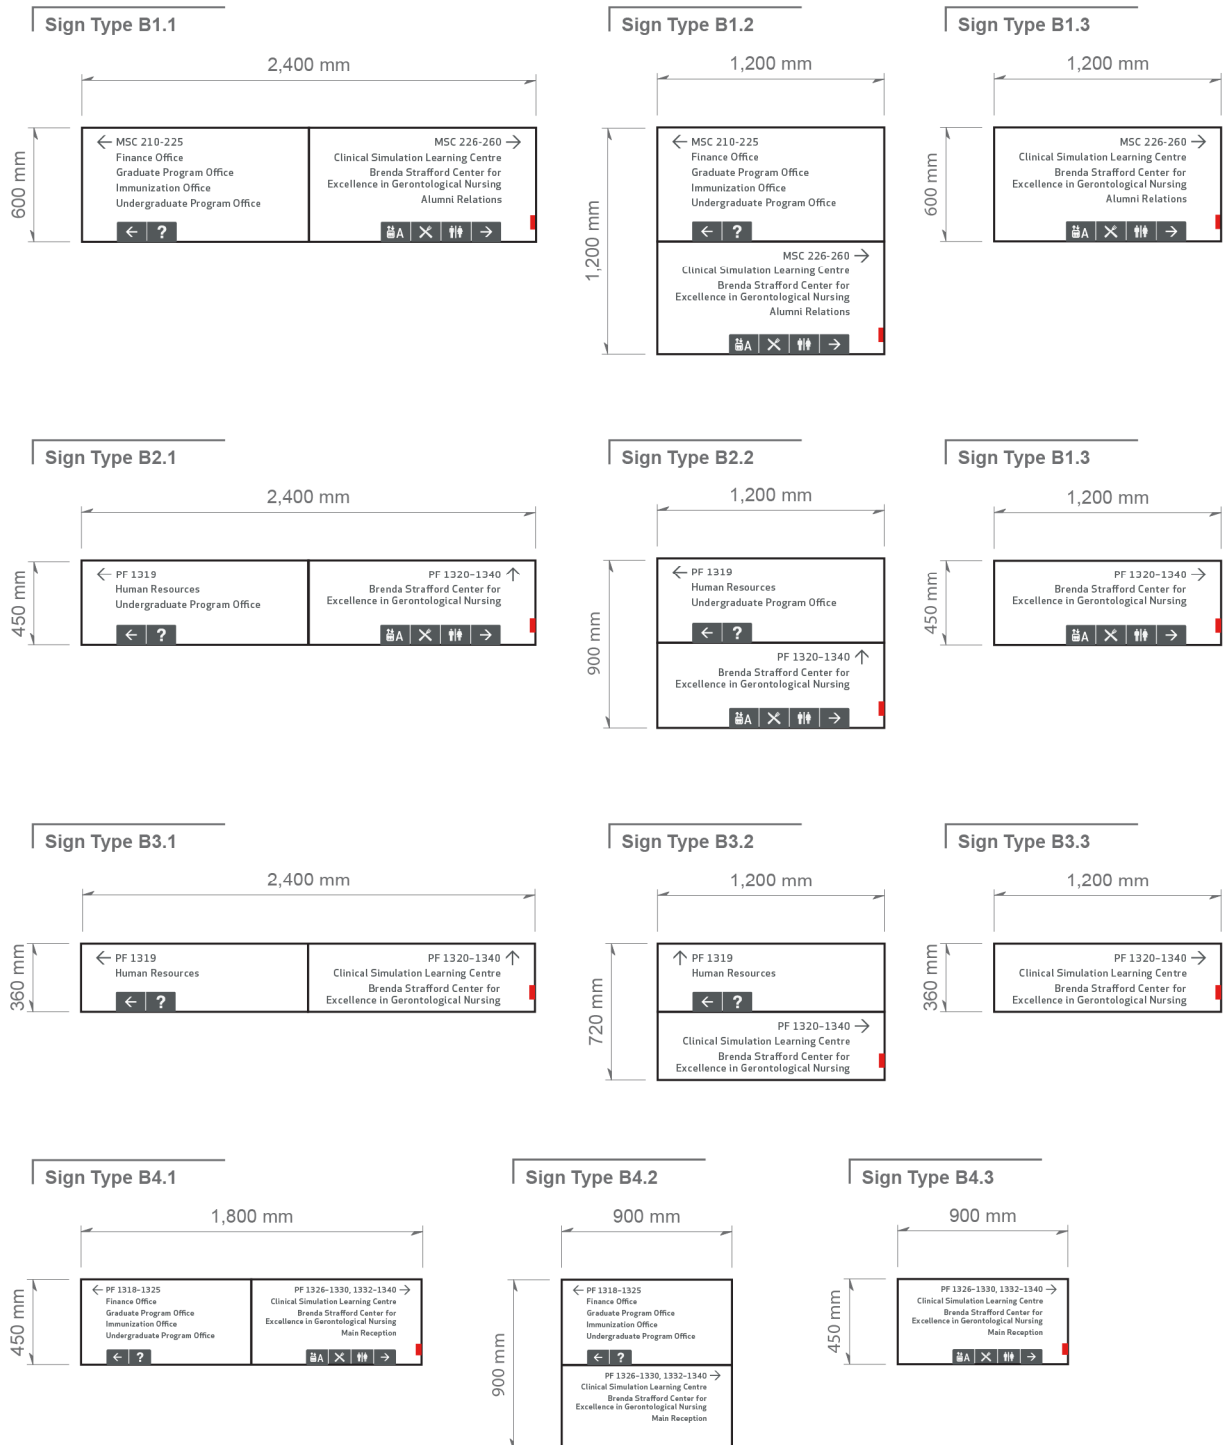 Sign Type B1.1
2,400 mm
600 mm
← MSC 210-225
Finance Office
Graduate Program Office
Immunization Office
Undergraduate Program Office
← ?
MSC 226-260 →
Clinical Simulation Learning Centre
Brenda Strafford Center for
Excellence in Gerontological Nursing
Alumni Relations
A →
Sign Type B1.2
1,200 mm
1,200 mm
← MSC 210-225
Finance Office
Graduate Program Office
Immunization Office
Undergraduate Program Office
← ?
MSC 226-260 →
Clinical Simulation Learning Centre
Brenda Strafford Center for
Excellence in Gerontological Nursing
Alumni Relations
A →
Sign Type B1.3
1,200 mm
600 mm
MSC 226-260 →
Clinical Simulation Learning Centre
Brenda Strafford Center for
Excellence in Gerontological Nursing
Alumni Relations
A →
Sign Type B2.1
2,400 mm
450 mm
← PF 1319
Human Resources
Undergraduate Program Office
← ?
PF 1320-1340 ↑
Brenda Strafford Center for
Excellence in Gerontological Nursing
A →
Sign Type B2.2
1,200 mm
900 mm
← PF 1319
Human Resources
Undergraduate Program Office
← ?
PF 1320-1340 ↑
Brenda Strafford Center for
Excellence in Gerontological Nursing
A →
Sign Type B1.3
1,200 mm
450 mm
PF 1320-1340 →
Brenda Strafford Center for
Excellence in Gerontological Nursing
A →
Sign Type B3.1
2,400 mm
360 mm
← PF 1319
Human Resources
← ?
PF 1320-1340 ↑
Clinical Simulation Learning Centre
Brenda Strafford Center for
Excellence in Gerontological Nursing
Sign Type B3.2
1,200 mm
720 mm
↑ PF 1319
Human Resources
← ?
PF 1320-1340 →
Clinical Simulation Learning Centre
Brenda Strafford Center for
Excellence in Gerontological Nursing
Sign Type B3.3
1,200 mm
360 mm
PF 1320-1340 →
Clinical Simulation Learning Centre
Brenda Strafford Center for
Excellence in Gerontological Nursing
Sign Type B4.1
1,800 mm
450 mm
← PF 1318-1325
Finance Office
Graduate Program Office
Immunization Office
Undergraduate Program Office
← ?
PF 1326-1330, 1332-1340 →
Clinical Simulation Learning Centre
Brenda Strafford Center for
Excellence in Gerontological Nursing
Main Reception
A →
Sign Type B4.2
900 mm
900 mm
← PF 1318-1325
Finance Office
Graduate Program Office
Immunization Office
Undergraduate Program Office
← ?
PF 1326-1330, 1332-1340 →
Clinical Simulation Learning Centre
Brenda Strafford Center for
Excellence in Gerontological Nursing
Main Reception
Sign Type B4.3
900 mm
450 mm
PF 1326-1330, 1332-1340 →
Clinical Simulation Learning Centre
Brenda Strafford Center for
Excellence in Gerontological Nursing
Main Reception
A →